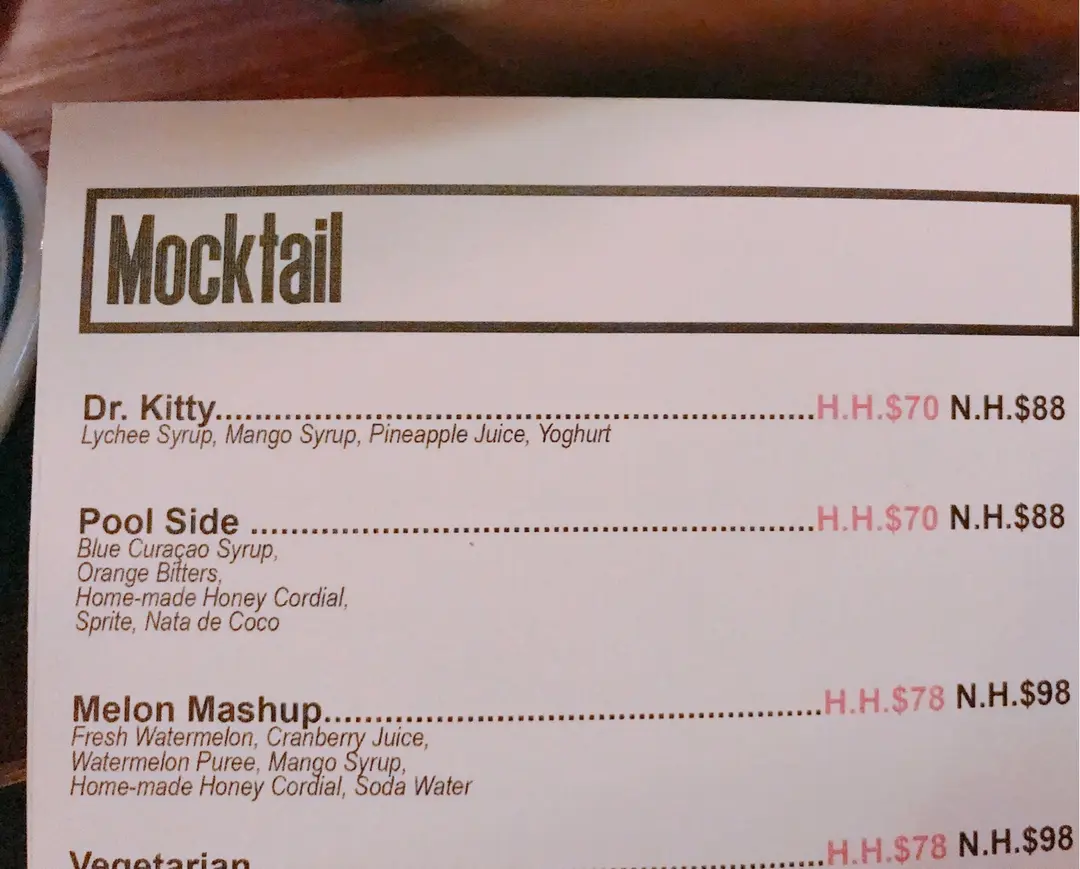 Mocktail
Dr. Kitty..............................................................H.H.$70 N.H.$88
Lychee Syrup, Mango Syrup, Pineapple Juice, Yoghurt
Pool Side ..........................................................H.H.$70 N.H.$88
Blue Curaçao Syrup,
Orange Bitters,
Home-made Honey Cordial,
Sprite, Nata de Coco
Melon Mashup...................................................H.H.$78 N.H.$98
Fresh Watermelon, Cranberry Juice,
Watermelon Puree, Mango Syrup,
Home-made Honey Cordial, Soda Water
Vegetarian..........................................................H.H.$78 N.H.$98